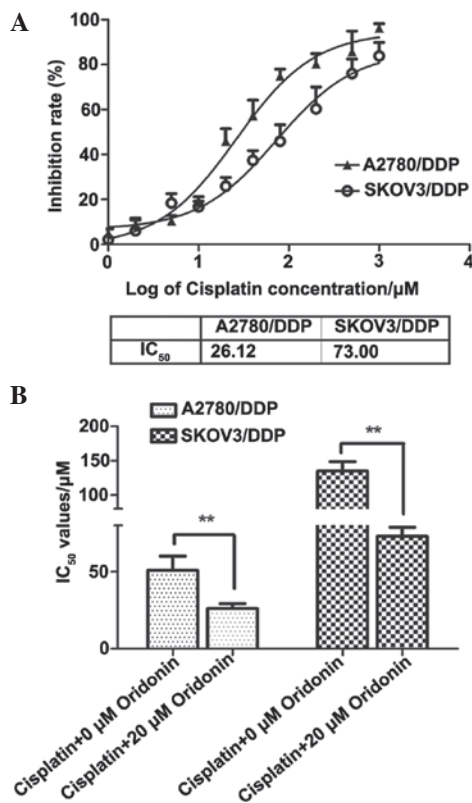 A
Inhibition rate (%)
100
80
60
40
20
0
A2780/DDP
SKOV3/DDP
0 1 2 3 4
Log of Cisplatin concentration/μM
A2780/DDP SKOV3/DDP
IC50 26.12 73.00
B
A2780/DDP
SKOV3/DDP
IC50 values/μM
200
150
100
50
0
**
**
Cisplatin+0 μM Oridonin
Cisplatin+20 μM Oridonin
Cisplatin+0 μM Oridonin
Cisplatin+20 μM Oridonin